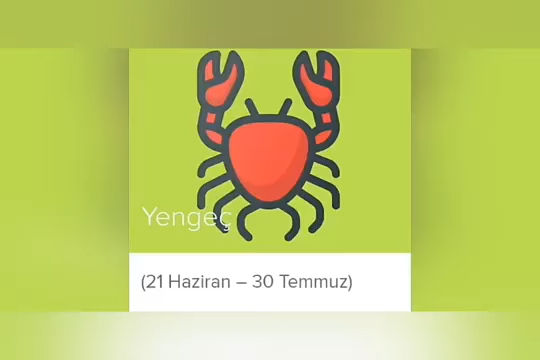 Yengeç
(21 Haziran – 30 Temmuz)